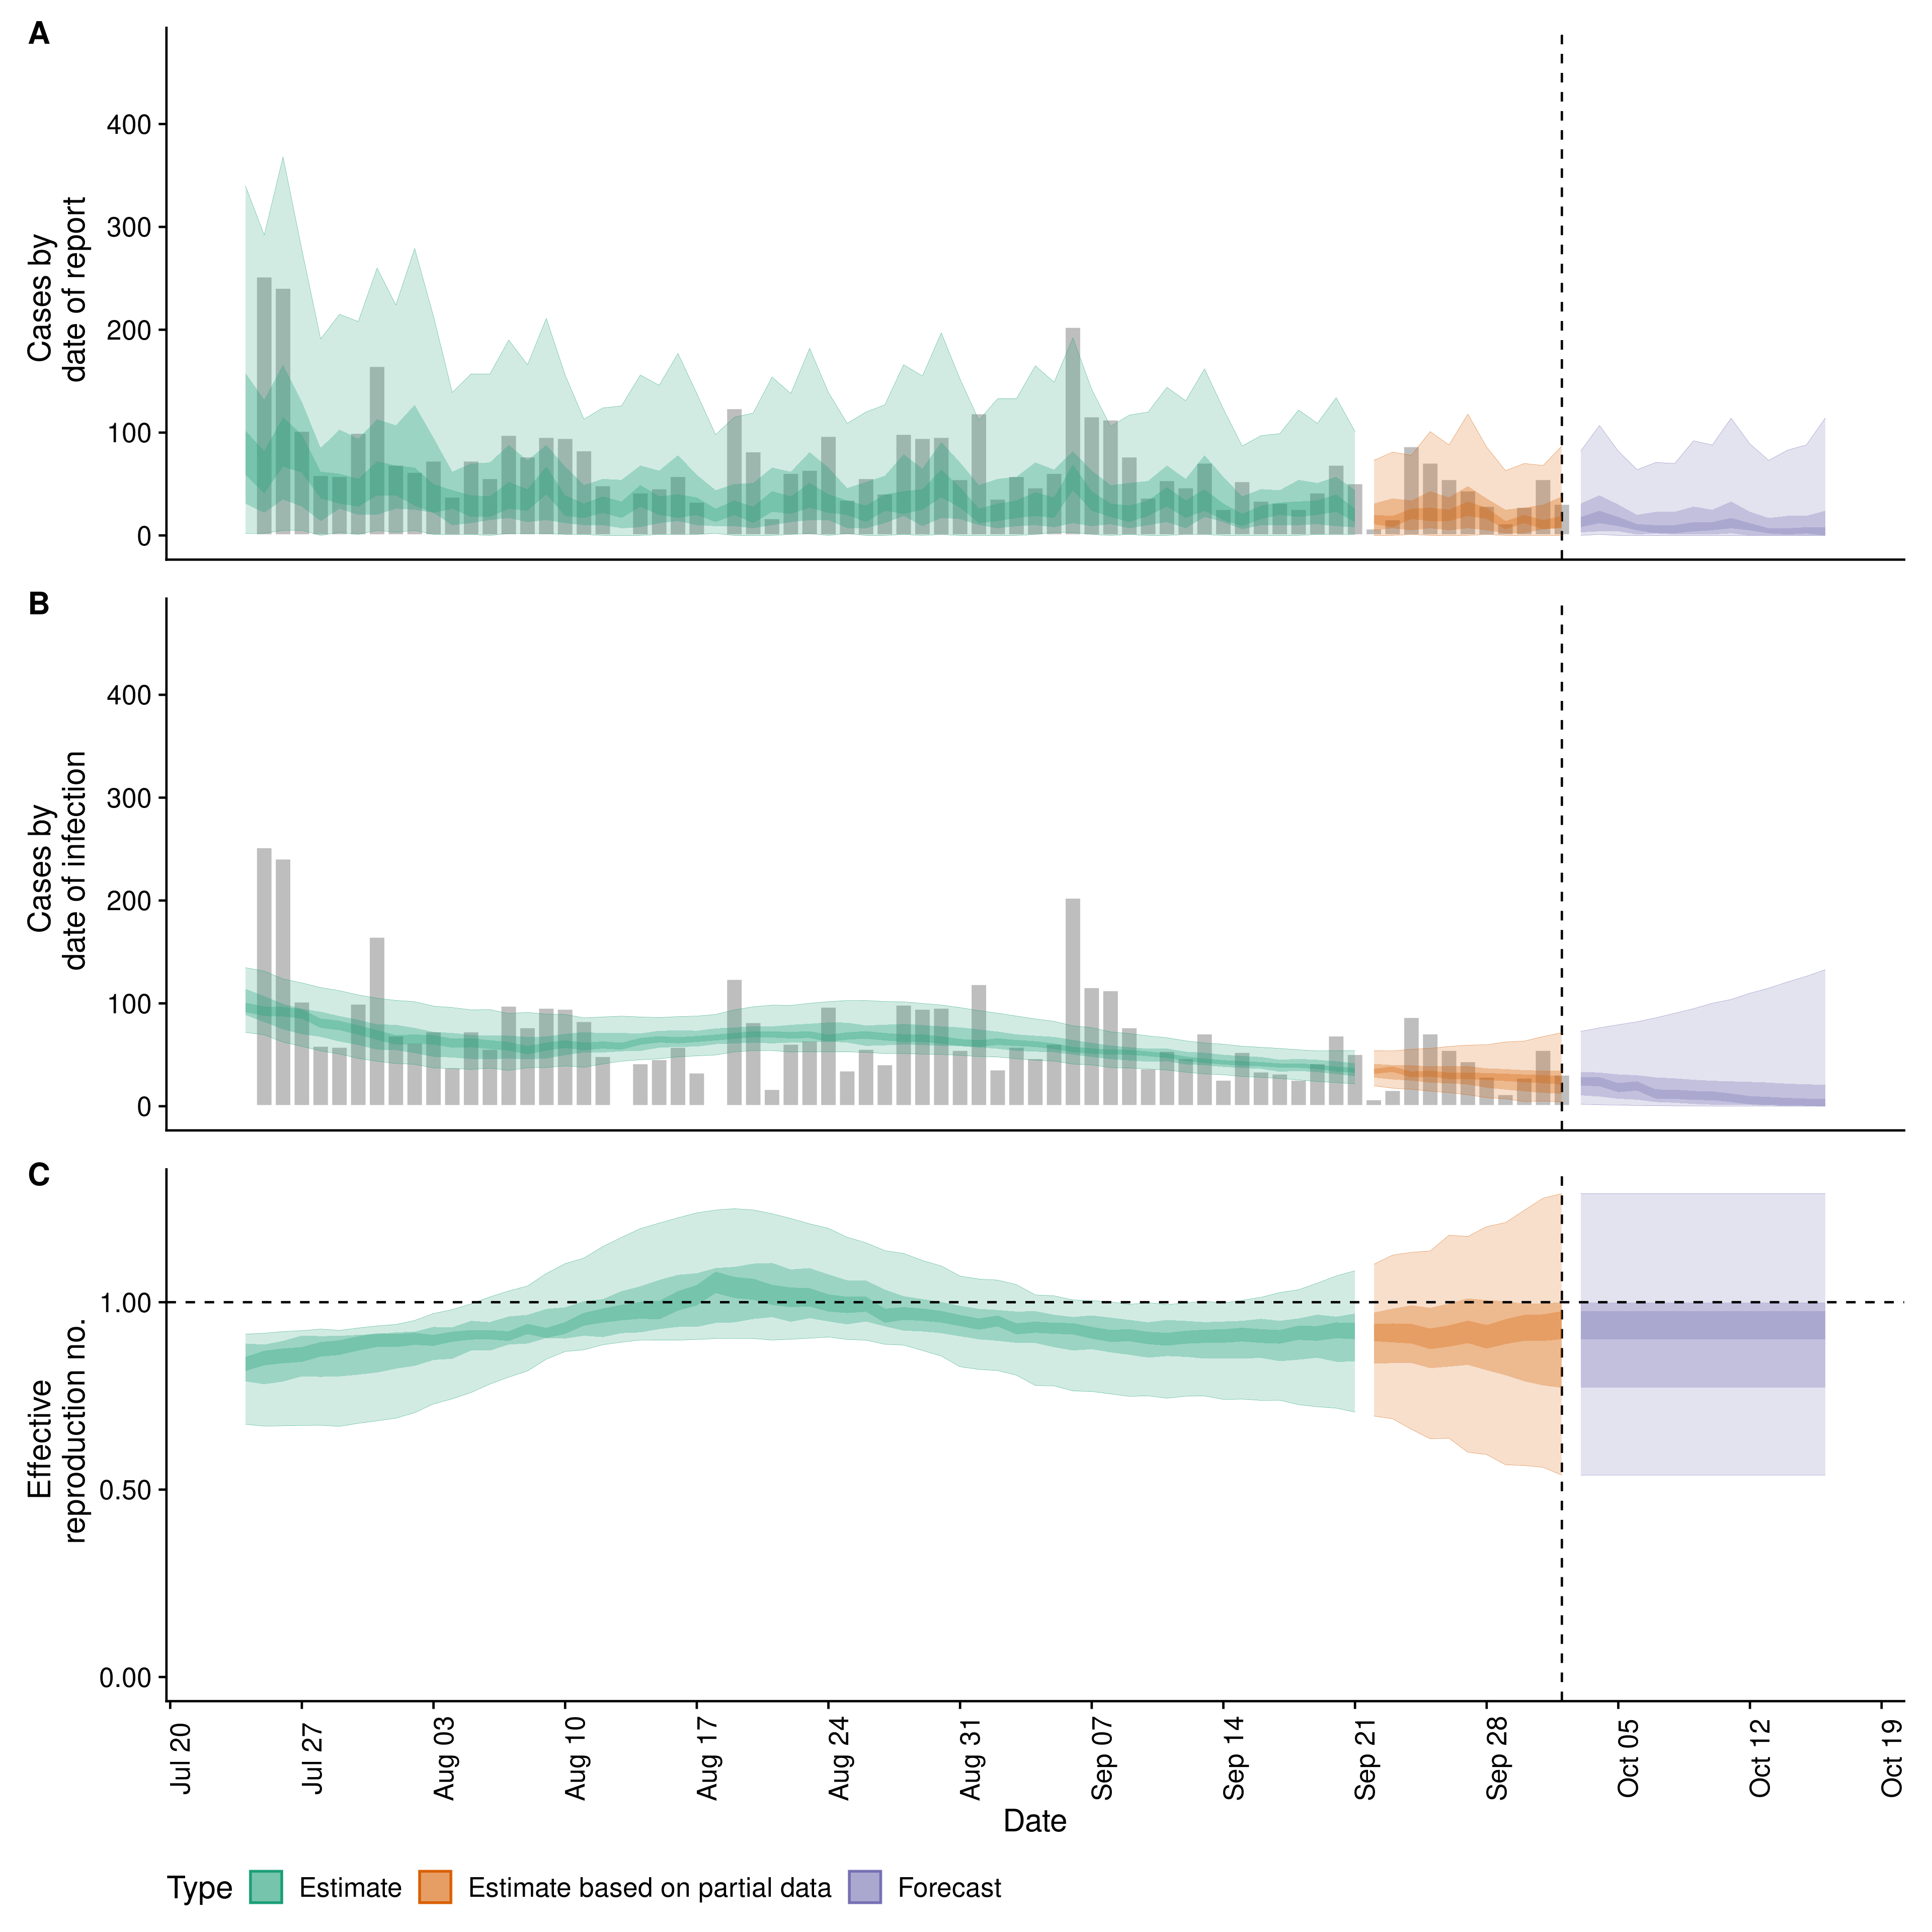 A
400
300
200
100
0
Cases by
date of report
B
400
300
200
100
0
Cases by
date of infection
C
1.00
0.50
0.00
Effective
reproduction no.
Jul 20
Jul 27
Aug 03
Aug 10
Aug 17
Aug 24
Aug 31
Sep 07
Sep 14
Sep 21
Sep 28
Oct 05
Oct 12
Oct 19
Date
Type Estimate Estimate based on partial data Forecast